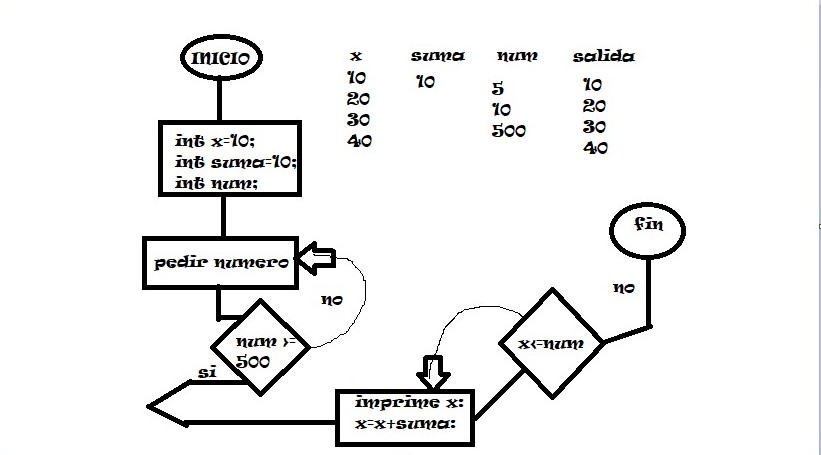 INICIO
x suma num salida
10 10 5 10
20 10 20
30 500 30
40 40
int x=10;
int suma=10;
int num;
pedir numero
no
num >=
500
si
imprime x:
x=x+suma:
x<=num
no
fin